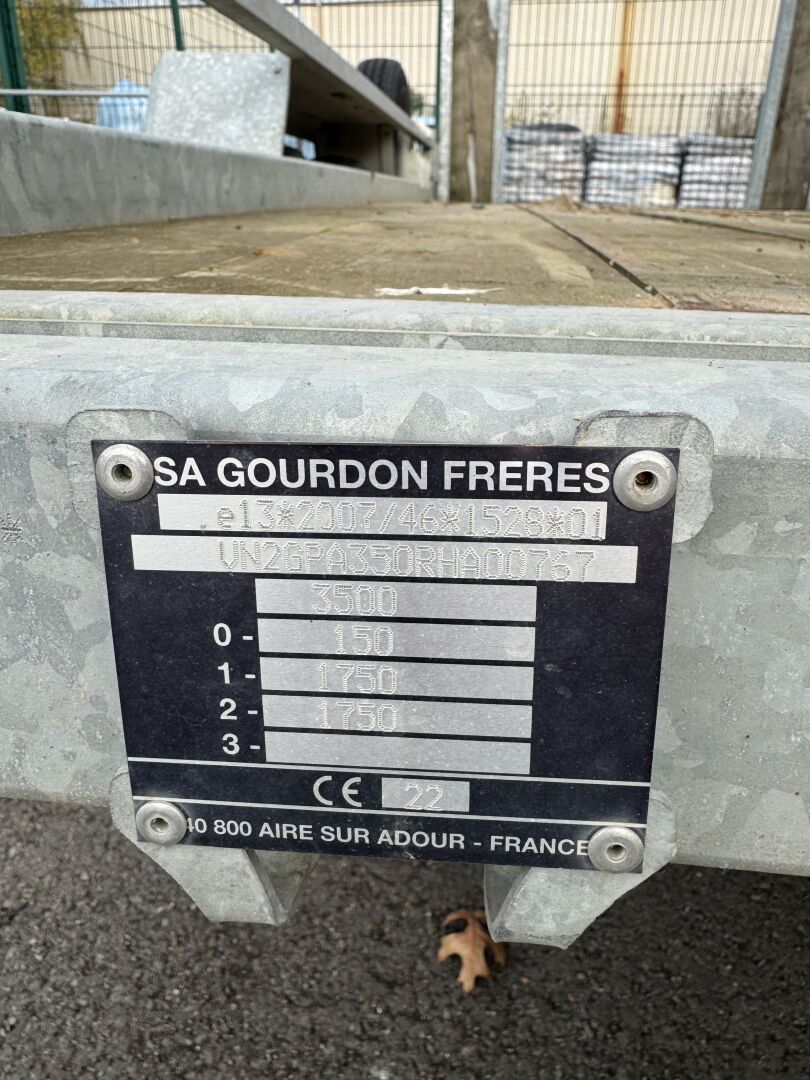 SA GOURDON FRERES
e13*2007/46*1528*01
VN2GPA350RHA00767
3500
0 - 150
1 - 1750
2 - 1750
3 -
CE 22
40 800 AIRE SUR ADOUR - FRANCE